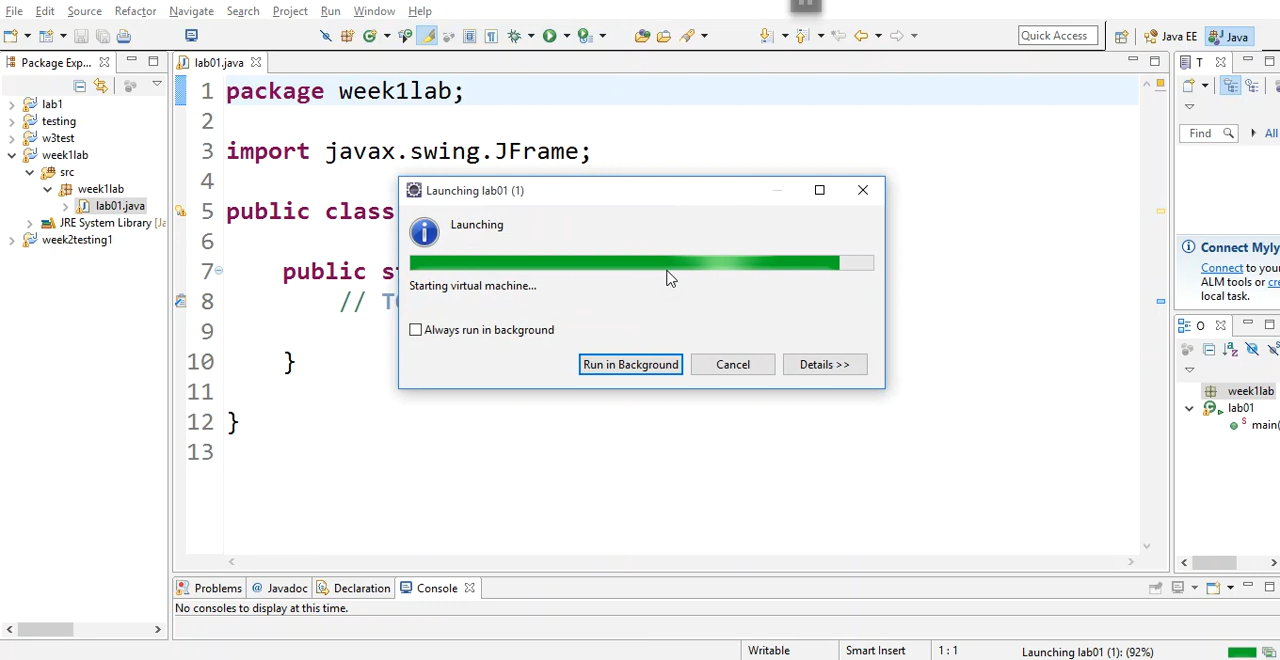 File Edit Source Refactor Navigate Search Project Run Window Help
Quick Access
Java EE
Java
Package Exp...
lab01.java
T
lab1
testing
w3test
week1lab
src
week1lab
lab01.java
JRE System Library [Ja
week2testing1
1 package week1lab;
2
3 import javax.swing.JFrame;
4
5 public class
6
7 public st
8 // TO
9
10 }
11
12 }
13
Launching lab01 (1)
Launching
Starting virtual machine...
Always run in background
Run in Background
Cancel
Details >>
Find
All
Connect Myly
Connect to your
ALM tools or cre
local task.
O
week1lab
lab01
main(
Problems
@ Javadoc
Declaration
Console
No consoles to display at this time.
Writable
Smart Insert
1 : 1
Launching lab01 (1): (92%)